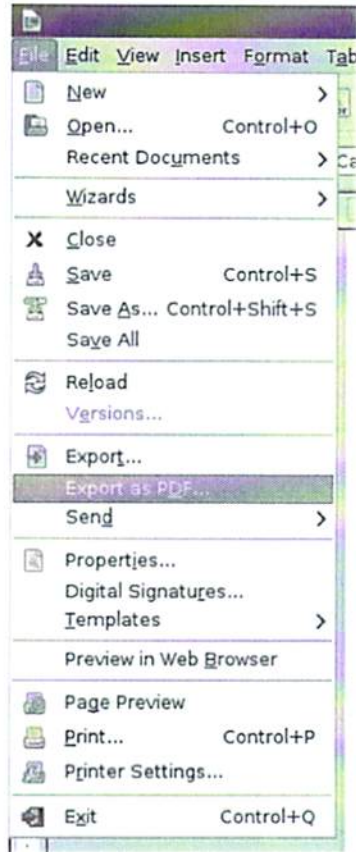 File Edit View Insert Format Tab
New
Open... Control+O
Recent Documents
Wizards
Close
Save Control+S
Save As... Control+Shift+S
Save All
Reload
Versions...
Export...
Export as PDF...
Send
Properties...
Digital Signatures...
Templates
Preview in Web Browser
Page Preview
Print... Control+P
Printer Settings...
Exit Control+Q